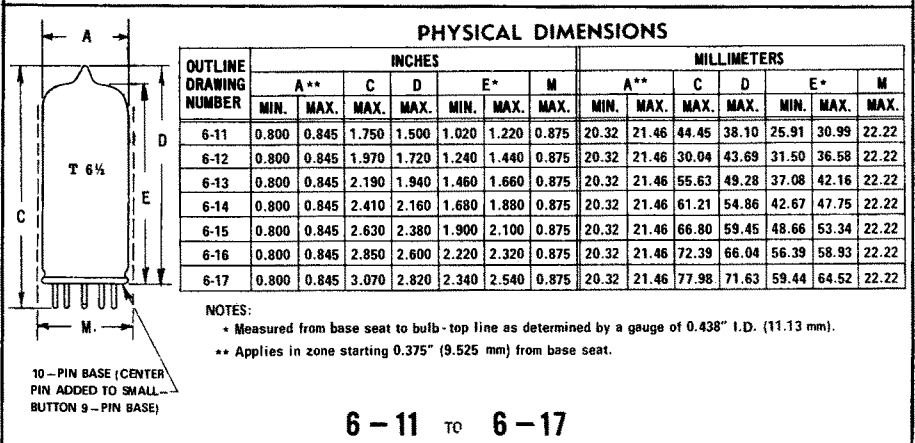 PHYSICAL DIMENSIONS
OUTLINE DRAWING NUMBER INCHES MILLIMETERS
A** C D E* M A** C D E* M
MIN. MAX. MAX. MAX. MIN. MAX. MAX. MIN. MAX. MAX. MAX. MIN. MAX. MAX.
6-11 0.800 0.845 1.750 1.500 1.020 1.220 0.875 20.32 21.46 44.45 38.10 25.91 30.99 22.22
6-12 0.800 0.845 1.970 1.720 1.240 1.440 0.875 20.32 21.46 30.04 43.69 31.50 36.58 22.22
6-13 0.800 0.845 2.190 1.940 1.460 1.660 0.875 20.32 21.46 55.63 49.28 37.08 42.16 22.22
6-14 0.800 0.845 2.410 2.160 1.680 1.880 0.875 20.32 21.46 61.21 54.86 42.67 47.75 22.22
6-15 0.800 0.845 2.630 2.380 1.900 2.100 0.875 20.32 21.46 66.80 59.45 48.66 53.34 22.22
6-16 0.800 0.845 2.850 2.600 2.220 2.320 0.875 20.32 21.46 72.39 66.04 56.39 58.93 22.22
6-17 0.800 0.845 3.070 2.820 2.340 2.540 0.875 20.32 21.46 77.98 71.63 59.44 64.52 22.22
A
D
T 6½
E
C
M.
NOTES:
* Measured from base seat to bulb-top line as determined by a gauge of 0.438" I.D. (11.13 mm).
** Applies in zone starting 0.375" (9.525 mm) from base seat.
10-PIN BASE (CENTER
PIN ADDED TO SMALL-
BUTTON 9-PIN BASE)
6-11 TO 6-17